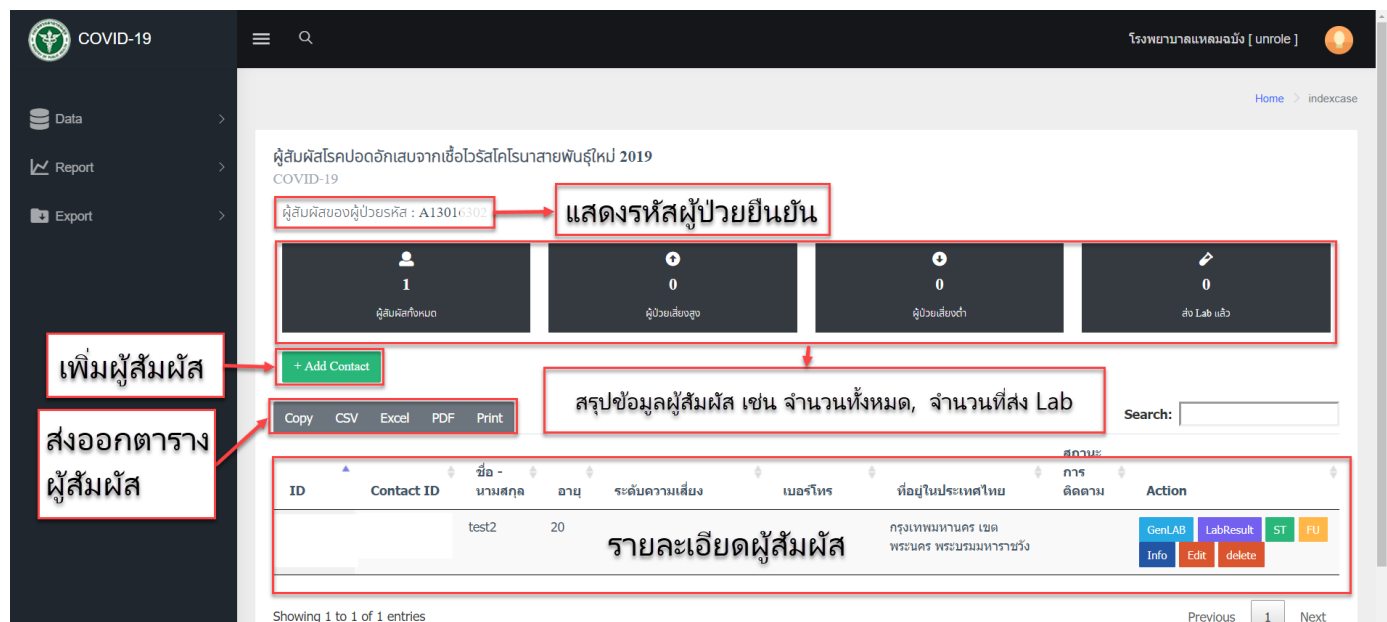 COVID-19
โรงพยาบาลแหลมฉบัง [ unrole ]
Home > indexcase
Data
Report
Export
ผู้สัมผัสโรคปอดอักเสบจากเชื้อไวรัสโคโรนาสายพันธุ์ใหม่ 2019
COVID-19
ผู้สัมผัสของผู้ป่วยรหัส : A13016302
แสดงรหัสผู้ป่วยยืนยัน
1
ผู้สัมผัสทั้งหมด
0
ผู้ป่วยเสี่ยงสูง
0
ผู้ป่วยเสี่ยงต่ำ
0
ส่ง Lab แล้ว
เพิ่มผู้สัมผัส
+ Add Contact
สรุปข้อมูลผู้สัมผัส เช่น จำนวนทั้งหมด, จำนวนที่ส่ง Lab
ส่งออกตาราง
ผู้สัมผัส
Copy CSV Excel PDF Print
Search:
ID
Contact ID
ชื่อ -
นามสกุล
อายุ
ระดับความเสี่ยง
เบอร์โทร
ที่อยู่ในประเทศไทย
สถานะ
การ
ติดตาม
Action
test2
20
รายละเอียดผู้สัมผัส
กรุงเทพมหานคร เขต
พระนคร พระบรมมหาราชวัง
GenLAB LabResult ST FU
Info Edit delete
Showing 1 to 1 of 1 entries
Previous 1 Next